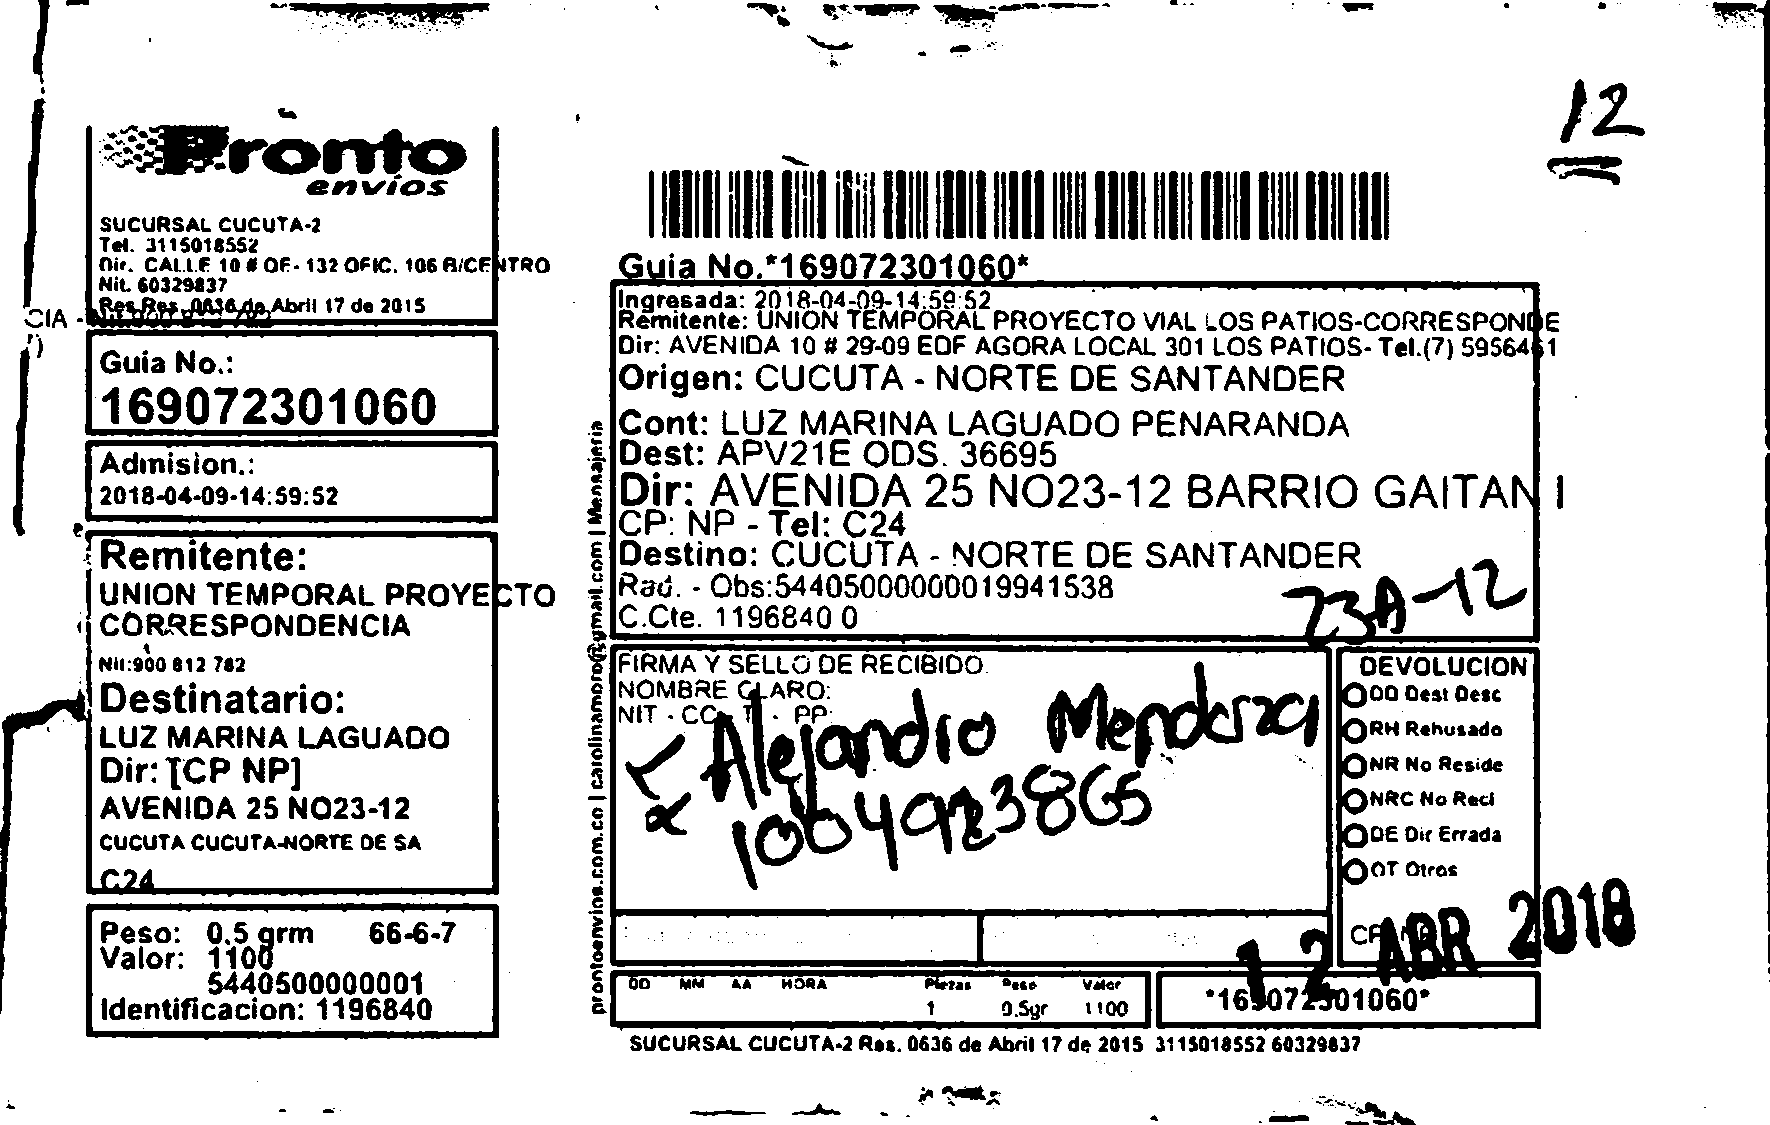 12
Pronto
envios
SUCURSAL CUCUTA-2
Tel. 3115018552
Dir. CALLE 10 # OE- 132 OFIC. 106 B/CENTRO
Nit. 60329837
Res.Res. 0636 de Abril 17 de 2015
CIA -
Guia No.:
169072301060
Admision.:
2018-04-09-14:59:52
Remitente:
UNION TEMPORAL PROYECTO
CORRESPONDENCIA
Nit:900 812 782
Destinatario:
LUZ MARINA LAGUADO
Dir: [CP NP]
AVENIDA 25 NO23-12
CUCUTA CUCUTA-NORTE DE SA
C24
Peso: 0.5 grm 66-6-7
Valor: 1100
5440500000001
Identificacion: 1196840
prontoenvios.com.co | carolinamoro@gmail.com | Mensajeria
Guia No.*169072301060*
Ingresada: 2018-04-09-14:59:52
Remitente: UNION TEMPORAL PROYECTO VIAL LOS PATIOS-CORRESPONDE
Dir: AVENIDA 10 # 29-09 EDF AGORA LOCAL 301 LOS PATIOS- Tel.(7) 5956461
Origen: CUCUTA - NORTE DE SANTANDER
Cont: LUZ MARINA LAGUADO PENARANDA
Dest: APV21E ODS. 36695
Dir: AVENIDA 25 NO23-12 BARRIO GAITAN I
CP: NP - Tel: C24
Destino: CUCUTA - NORTE DE SANTANDER
Rad. - Obs:544050000000019941538
C.Cte. 1196840 0
23A-12
FIRMA Y SELLO DE RECIBIDO
NOMBRE CLARO:
NIT - CC - TI - PP:
Alejandro Mendoza
1004923865
DEVOLUCION
DD Dest Desc
RH Rehusado
NR No Reside
NRC No Recl
DE Dir Errada
OT Otros
12 ABR 2018
DD MM AA HORA Piezas Peso Valor
1 0.5gr 1100
*169072301060*
SUCURSAL CUCUTA-2 Res. 0636 de Abril 17 de 2015 3115018552 60329837